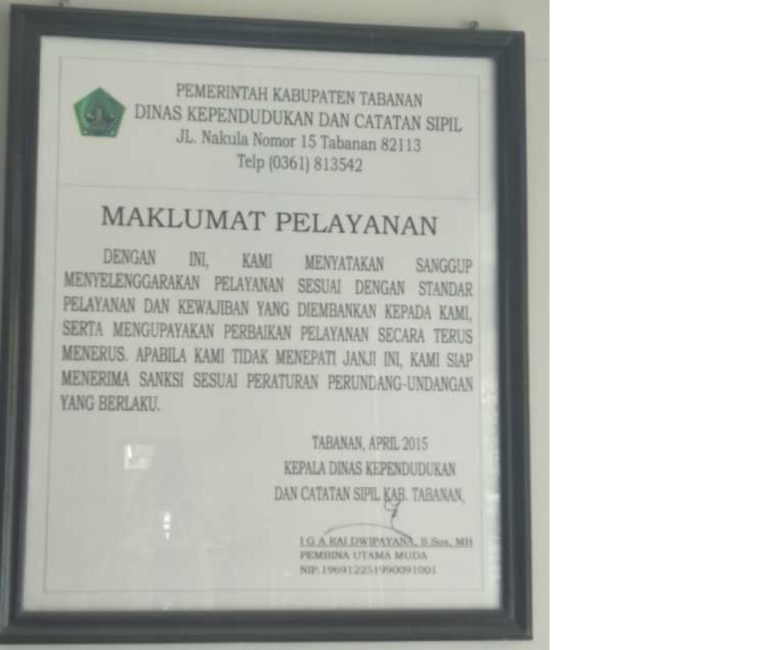 PEMERINTAH KABUPATEN TABANAN
DINAS KEPENDUDUKAN DAN CATATAN SIPIL
JL. Nakula Nomor 15 Tabanan 82113
Telp (0361) 813542
MAKLUMAT PELAYANAN
DENGAN INI, KAMI MENYATAKAN SANGGUP
MENYELENGGARAKAN PELAYANAN SESUAI DENGAN STANDAR
PELAYANAN DAN KEWAJIBAN YANG DIEMBANKAN KEPADA KAMI,
SERTA MENGUPAYAKAN PERBAIKAN PELAYANAN SECARA TERUS
MENERUS. APABILA KAMI TIDAK MENEPATI JANJI INI, KAMI SIAP
MENERIMA SANKSI SESUAI PERATURAN PERUNDANG-UNDANGAN
YANG BERLAKU.
TABANAN, APRIL 2015
KEPALA DINAS KEPENDUDUKAN
DAN CATATAN SIPIL KAB. TABANAN,
I G A RAI DWIPAYANA, S.Sos, MH
PEMBINA UTAMA MUDA
NIP. 196912251990091001